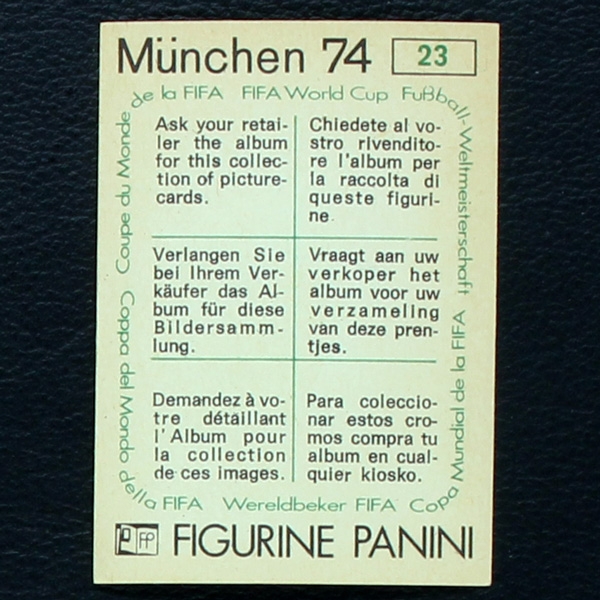 München 74
23
de la FIFA FIFA World Cup Fußball-Weltmeisterschaft
Ask your retai-
ler the album
for this collec-
tion of picture-
cards.
Chiedete al vo-
stro rivendito-
re l'album per
la raccolta di
queste figuri-
ne.
Verlangen Sie
bei Ihrem Ver-
käufer das Al-
bum für diese
Bildersamm-
lung.
Vraagt aan uw
verkoper het
album voor uw
verzameling
van deze pren-
tjes.
Demandez à vo-
tre détaillant
l'Album pour
la collection
de ces images.
Para coleccio-
nar estos cro-
mos compra tu
album en cual-
quier kiosko.
Coupe du Monde
Coppa del Mondo
della FIFA Wereldbeker FIFA Copa Mundial de la FIFA
FP FIGURINE PANINI